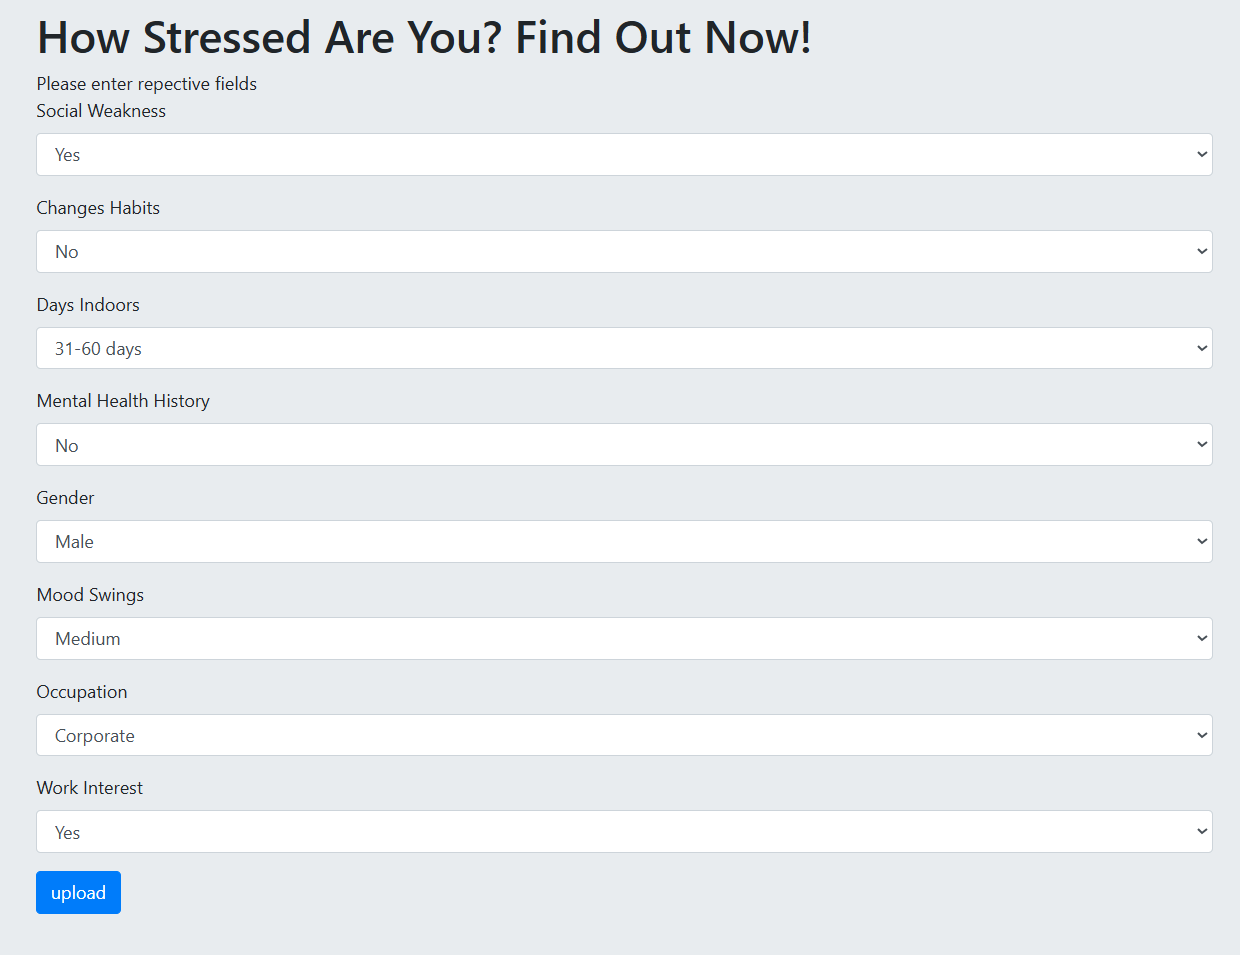 How Stressed Are You? Find Out Now!
Please enter repective fields
Social Weakness
Yes
Changes Habits
No
Days Indoors
31-60 days
Mental Health History
No
Gender
Male
Mood Swings
Medium
Occupation
Corporate
Work Interest
Yes
upload